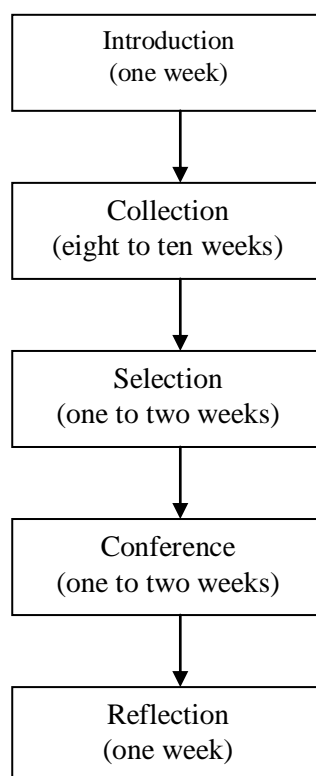 Introduction
(one week)
Collection
(eight to ten weeks)
Selection
(one to two weeks)
Conference
(one to two weeks)
Reflection
(one week)